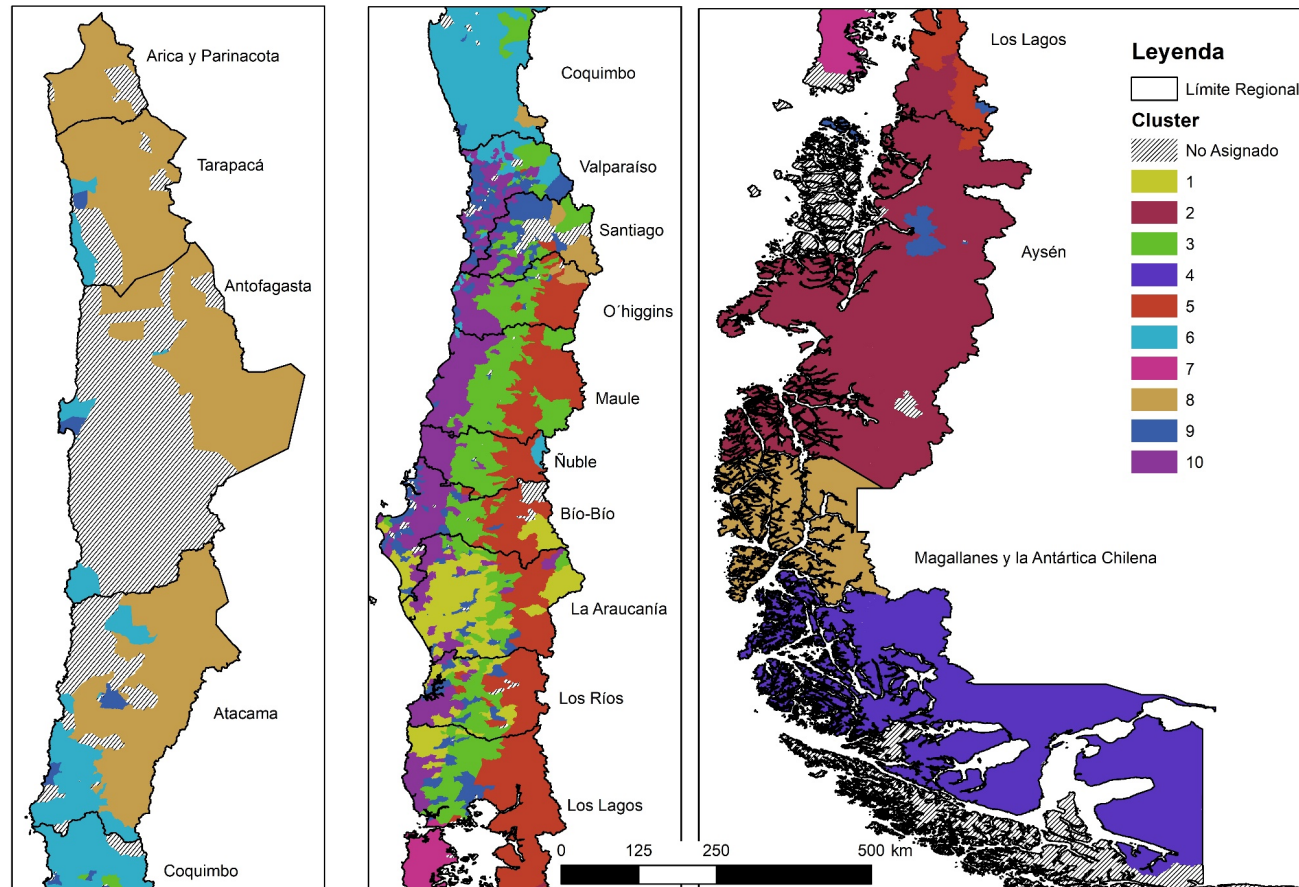 Arica y Parinacota
Tarapacá
Antofagasta
Atacama
Coquimbo
Coquimbo
Valparaíso
Santiago
O´higgins
Maule
Ñuble
Bío-Bío
La Araucanía
Los Ríos
Los Lagos
Los Lagos
Aysén
Magallanes y la Antártica Chilena
Leyenda
Límite Regional
Cluster
No Asignado
1
2
3
4
5
6
7
8
9
10
0 125 250 500 km